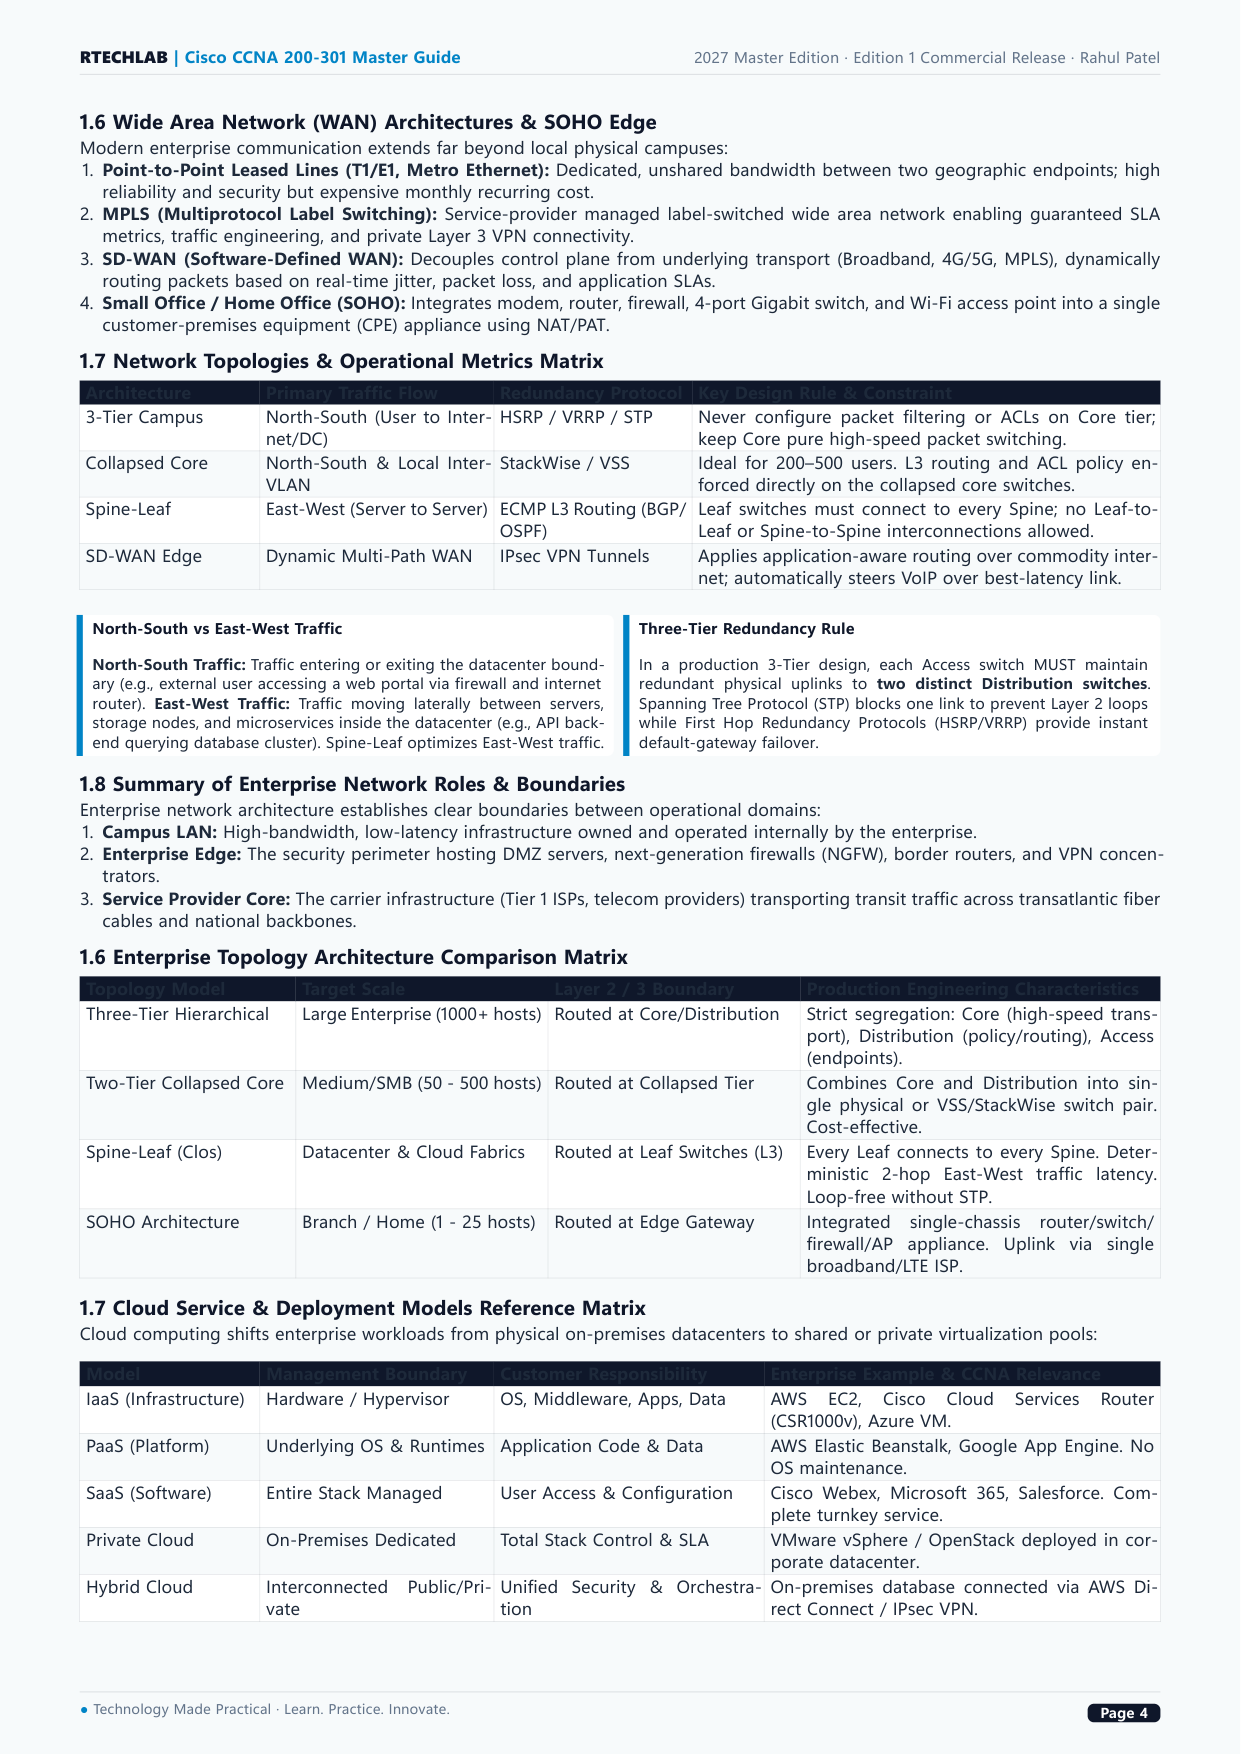 RTECHLAB | Cisco CCNA 200-301 Master Guide
2027 Master Edition · Edition 1 Commercial Release · Rahul Patel
1.6 Wide Area Network (WAN) Architectures & SOHO Edge
Modern enterprise communication extends far beyond local physical campuses:
1. Point-to-Point Leased Lines (T1/E1, Metro Ethernet): Dedicated, unshared bandwidth between two geographic endpoints; high
reliability and security but expensive monthly recurring cost.
2. MPLS (Multiprotocol Label Switching): Service-provider managed label-switched wide area network enabling guaranteed SLA
metrics, traffic engineering, and private Layer 3 VPN connectivity.
3. SD-WAN (Software-Defined WAN): Decouples control plane from underlying transport (Broadband, 4G/5G, MPLS), dynamically
routing packets based on real-time jitter, packet loss, and application SLAs.
4. Small Office / Home Office (SOHO): Integrates modem, router, firewall, 4-port Gigabit switch, and Wi-Fi access point into a single
customer-premises equipment (CPE) appliance using NAT/PAT.
1.7 Network Topologies & Operational Metrics Matrix
Architecture Primary Traffic Flow Redundancy Protocol Key Design Rule & Constraint
3-Tier Campus North-South (User to Inter- HSRP / VRRP / STP Never configure packet filtering or ACLs on Core tier;
net/DC) keep Core pure high-speed packet switching.
Collapsed Core North-South & Local Inter- StackWise / VSS Ideal for 200–500 users. L3 routing and ACL policy en-
VLAN forced directly on the collapsed core switches.
Spine-Leaf East-West (Server to Server) ECMP L3 Routing (BGP/ Leaf switches must connect to every Spine; no Leaf-to-
OSPF) Leaf or Spine-to-Spine interconnections allowed.
SD-WAN Edge Dynamic Multi-Path WAN IPsec VPN Tunnels Applies application-aware routing over commodity inter-
net; automatically steers VoIP over best-latency link.
North-South vs East-West Traffic
North-South Traffic: Traffic entering or exiting the datacenter bound-
ary (e.g., external user accessing a web portal via firewall and internet
router). East-West Traffic: Traffic moving laterally between servers,
storage nodes, and microservices inside the datacenter (e.g., API back-
end querying database cluster). Spine-Leaf optimizes East-West traffic.
Three-Tier Redundancy Rule
In a production 3-Tier design, each Access switch MUST maintain
redundant physical uplinks to two distinct Distribution switches.
Spanning Tree Protocol (STP) blocks one link to prevent Layer 2 loops
while First Hop Redundancy Protocols (HSRP/VRRP) provide instant
default-gateway failover.
1.8 Summary of Enterprise Network Roles & Boundaries
Enterprise network architecture establishes clear boundaries between operational domains:
1. Campus LAN: High-bandwidth, low-latency infrastructure owned and operated internally by the enterprise.
2. Enterprise Edge: The security perimeter hosting DMZ servers, next-generation firewalls (NGFW), border routers, and VPN concen-
trators.
3. Service Provider Core: The carrier infrastructure (Tier 1 ISPs, telecom providers) transporting transit traffic across transatlantic fiber
cables and national backbones.
1.6 Enterprise Topology Architecture Comparison Matrix
Topology Model Target Scale Layer 2 / 3 Boundary Production Engineering Characteristics
Three-Tier Hierarchical Large Enterprise (1000+ hosts) Routed at Core/Distribution Strict segregation: Core (high-speed trans-
port), Distribution (policy/routing), Access
(endpoints).
Two-Tier Collapsed Core Medium/SMB (50 - 500 hosts) Routed at Collapsed Tier Combines Core and Distribution into sin-
gle physical or VSS/StackWise switch pair.
Cost-effective.
Spine-Leaf (Clos) Datacenter & Cloud Fabrics Routed at Leaf Switches (L3) Every Leaf connects to every Spine. Deter-
ministic 2-hop East-West traffic latency.
Loop-free without STP.
SOHO Architecture Branch / Home (1 - 25 hosts) Routed at Edge Gateway Integrated single-chassis router/switch/
firewall/AP appliance. Uplink via single
broadband/LTE ISP.
1.7 Cloud Service & Deployment Models Reference Matrix
Cloud computing shifts enterprise workloads from physical on-premises datacenters to shared or private virtualization pools:
Model Management Boundary Customer Responsibility Enterprise Example & CCNA Relevance
IaaS (Infrastructure) Hardware / Hypervisor OS, Middleware, Apps, Data AWS EC2, Cisco Cloud Services Router
(CSR1000v), Azure VM.
PaaS (Platform) Underlying OS & Runtimes Application Code & Data AWS Elastic Beanstalk, Google App Engine. No
OS maintenance.
SaaS (Software) Entire Stack Managed User Access & Configuration Cisco Webex, Microsoft 365, Salesforce. Com-
plete turnkey service.
Private Cloud On-Premises Dedicated Total Stack Control & SLA VMware vSphere / OpenStack deployed in cor-
porate datacenter.
Hybrid Cloud Interconnected Public/Pri- Unified Security & Orchestra- On-premises database connected via AWS Di-
vate tion rect Connect / IPsec VPN.
● Technology Made Practical · Learn. Practice. Innovate.
Page 4